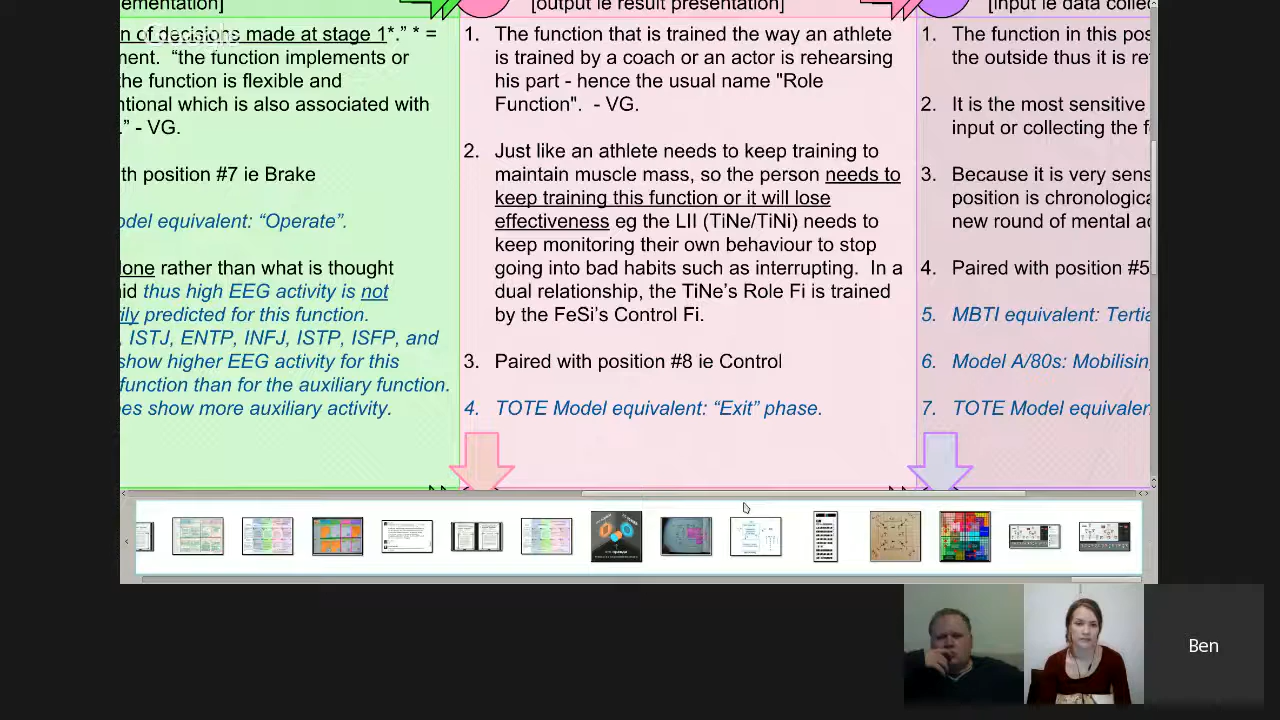 ementation]
n of decisions made at stage 1*.” * =
ment.  “the function implements or
the function is flexible and
ntional which is also associated with
.” - VG.
th position #7 ie Brake
odel equivalent: “Operate”.
done rather than what is thought
aid thus high EEG activity is not
rily predicted for this function.
, ISTJ, ENTP, INFJ, ISTP, ISFP, and
show higher EEG activity for this
function than for the auxiliary function.
es show more auxiliary activity.
[output ie result presentation]
1. The function that is trained the way an athlete
is trained by a coach or an actor is rehearsing
his part - hence the usual name "Role
Function".  - VG.
2. Just like an athlete needs to keep training to
maintain muscle mass, so the person needs to
keep training this function or it will lose
effectiveness eg the LII (TiNe/TiNi) needs to
keep monitoring their own behaviour to stop
going into bad habits such as interrupting.  In a
dual relationship, the TiNe’s Role Fi is trained
by the FeSi’s Control Fi.
3. Paired with position #8 ie Control
4. TOTE Model equivalent: “Exit” phase.
[input ie data collec
1. The function in this pos
the outside thus it is re
2. It is the most sensitive
input or collecting the f
3. Because it is very sens
position is chronologica
new round of mental ac
4. Paired with position #5
5. MBTI equivalent: Tertia
6. Model A/80s: Mobilisin
7. TOTE Model equivaler
Ben